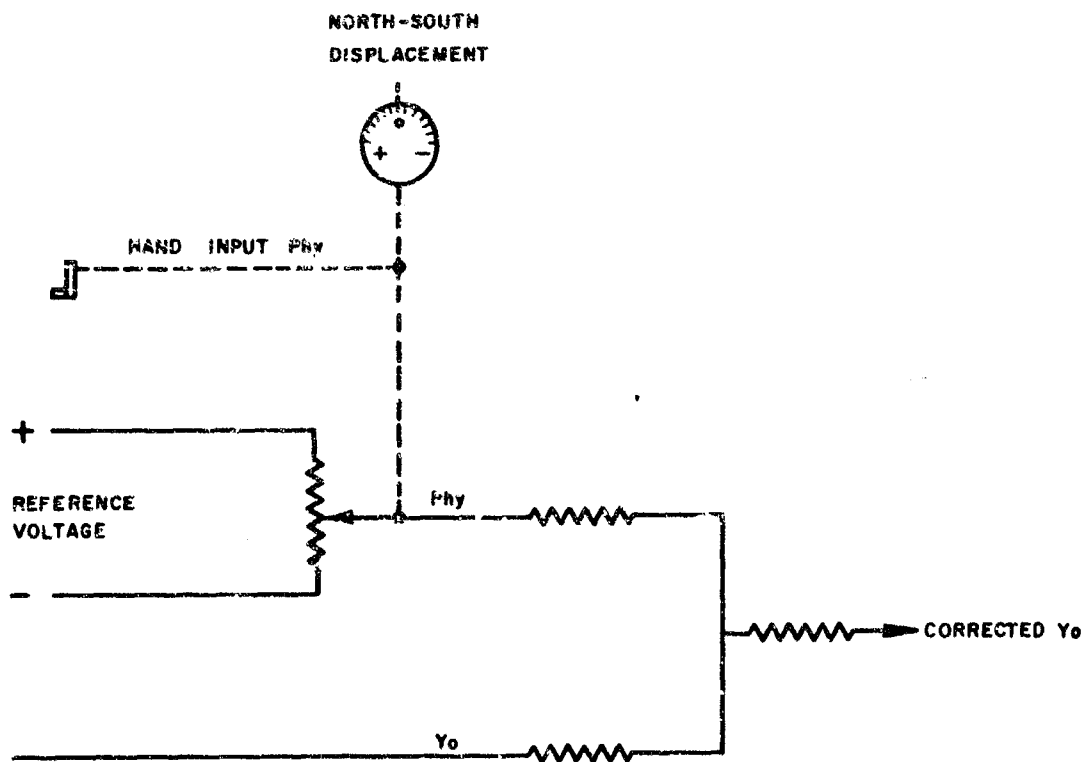 NORTH-SOUTH
DISPLACEMENT
o
+ -
HAND INPUT Phy
+
REFERENCE
VOLTAGE
-
Phy
CORRECTED Yo
Yo